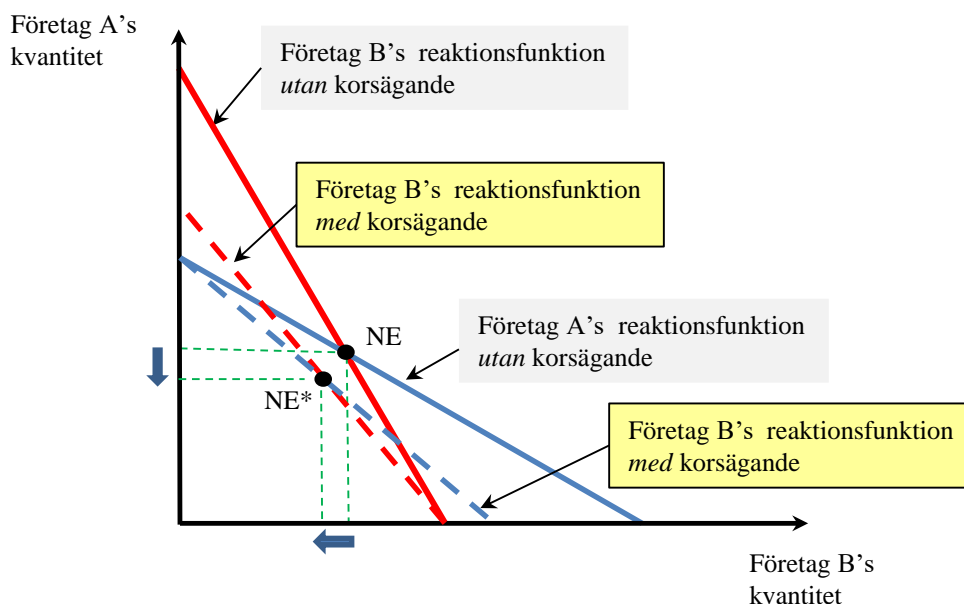 Företag A's
kvantitet
Företag B's reaktionsfunktion
utan korsägande
Företag B's reaktionsfunktion
med korsägande
NE
Företag A's reaktionsfunktion
utan korsägande
NE*
Företag B's reaktionsfunktion
med korsägande
Företag B's
kvantitet